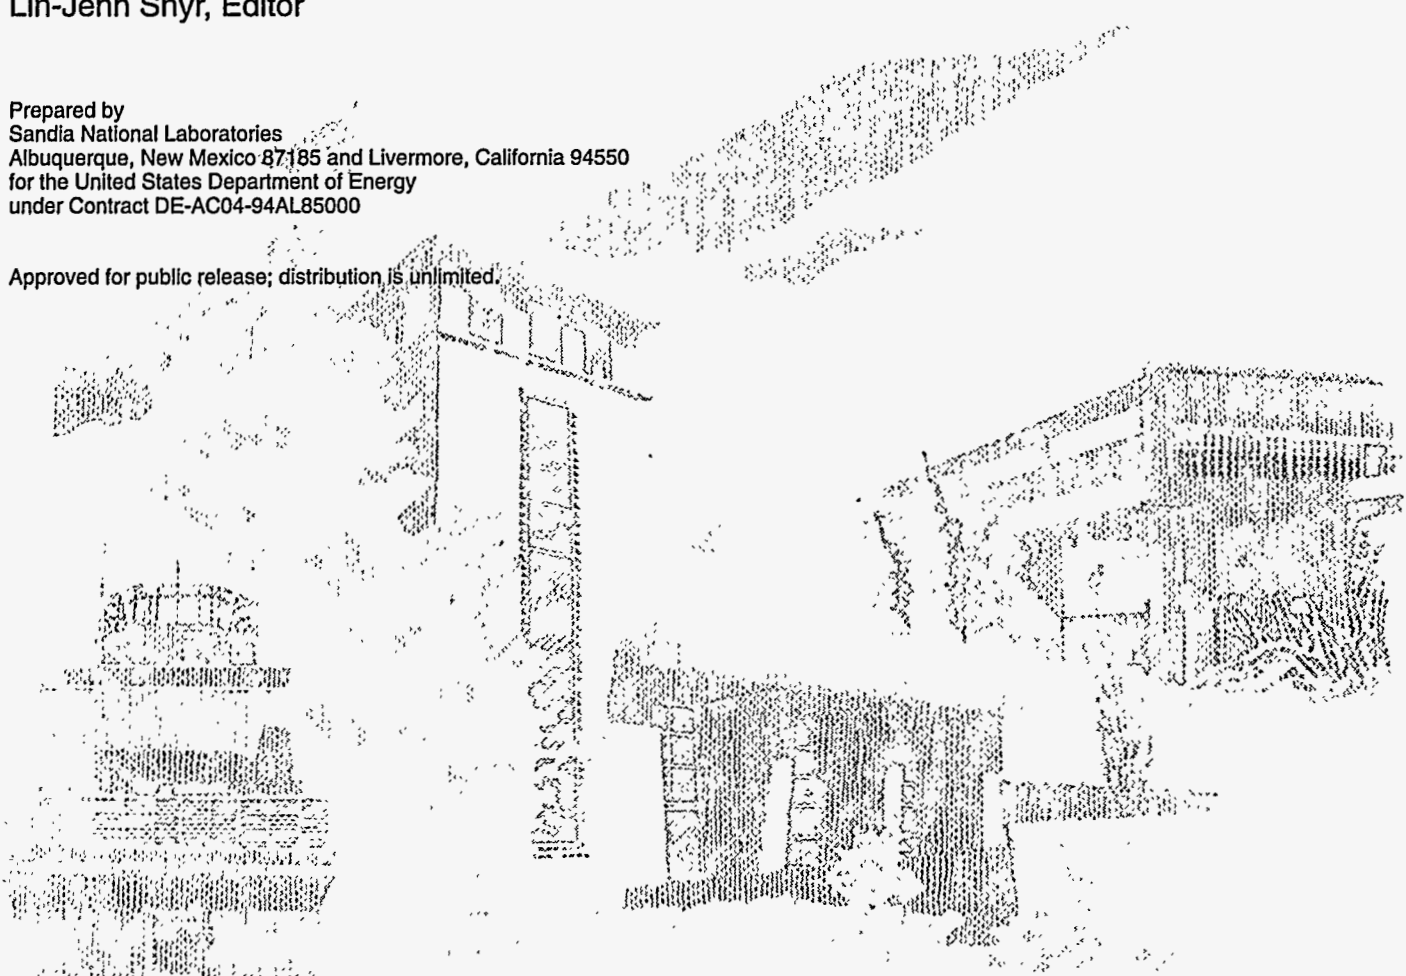 Lin-Jenn Shyr, Editor
Prepared by
Sandia National Laboratories
Albuquerque, New Mexico 87185 and Livermore, California 94550
for the United States Department of Energy
under Contract DE-AC04-94AL85000
Approved for public release; distribution is unlimited.